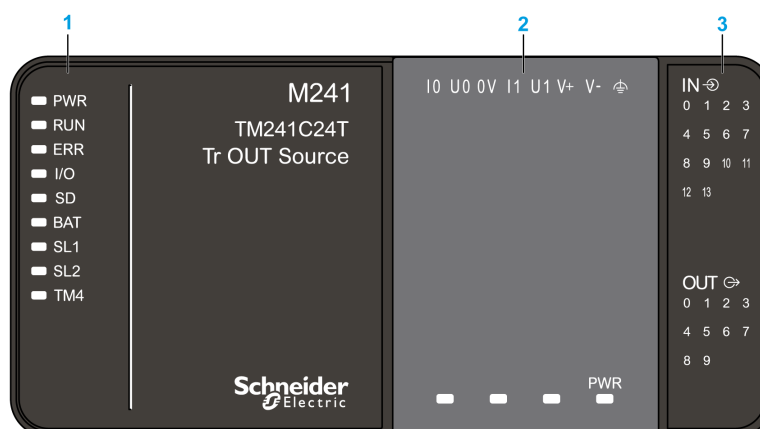 1
2
3
PWR
RUN
ERR
I/O
SD
BAT
SL1
SL2
TM4
M241
TM241C24T
Tr OUT Source
Schneider
Electric
I0 U0 0V I1 U1 V+ V-
PWR
IN
0 1 2 3
4 5 6 7
8 9 10 11
12 13
OUT
0 1 2 3
4 5 6 7
8 9